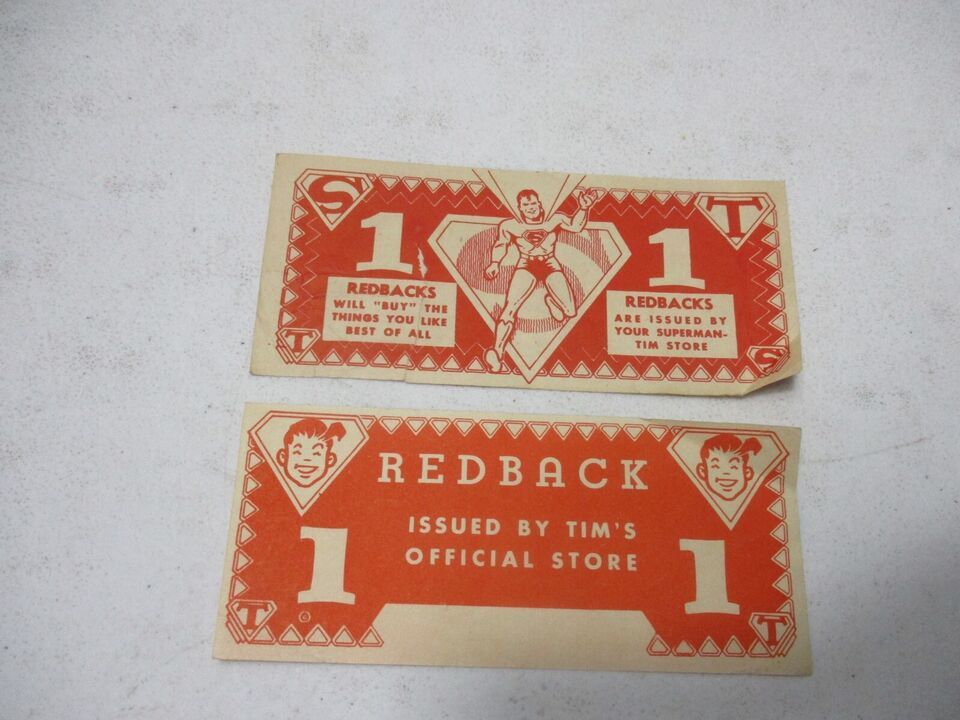 S
T
1
1
REDBACKS
WILL "BUY" THE
THINGS YOU LIKE
BEST OF ALL
S
REDBACKS
ARE ISSUED BY
YOUR SUPERMAN-
TIM STORE
T
S
REDBACK
ISSUED BY TIM'S
OFFICIAL STORE
1
1
T
©
T